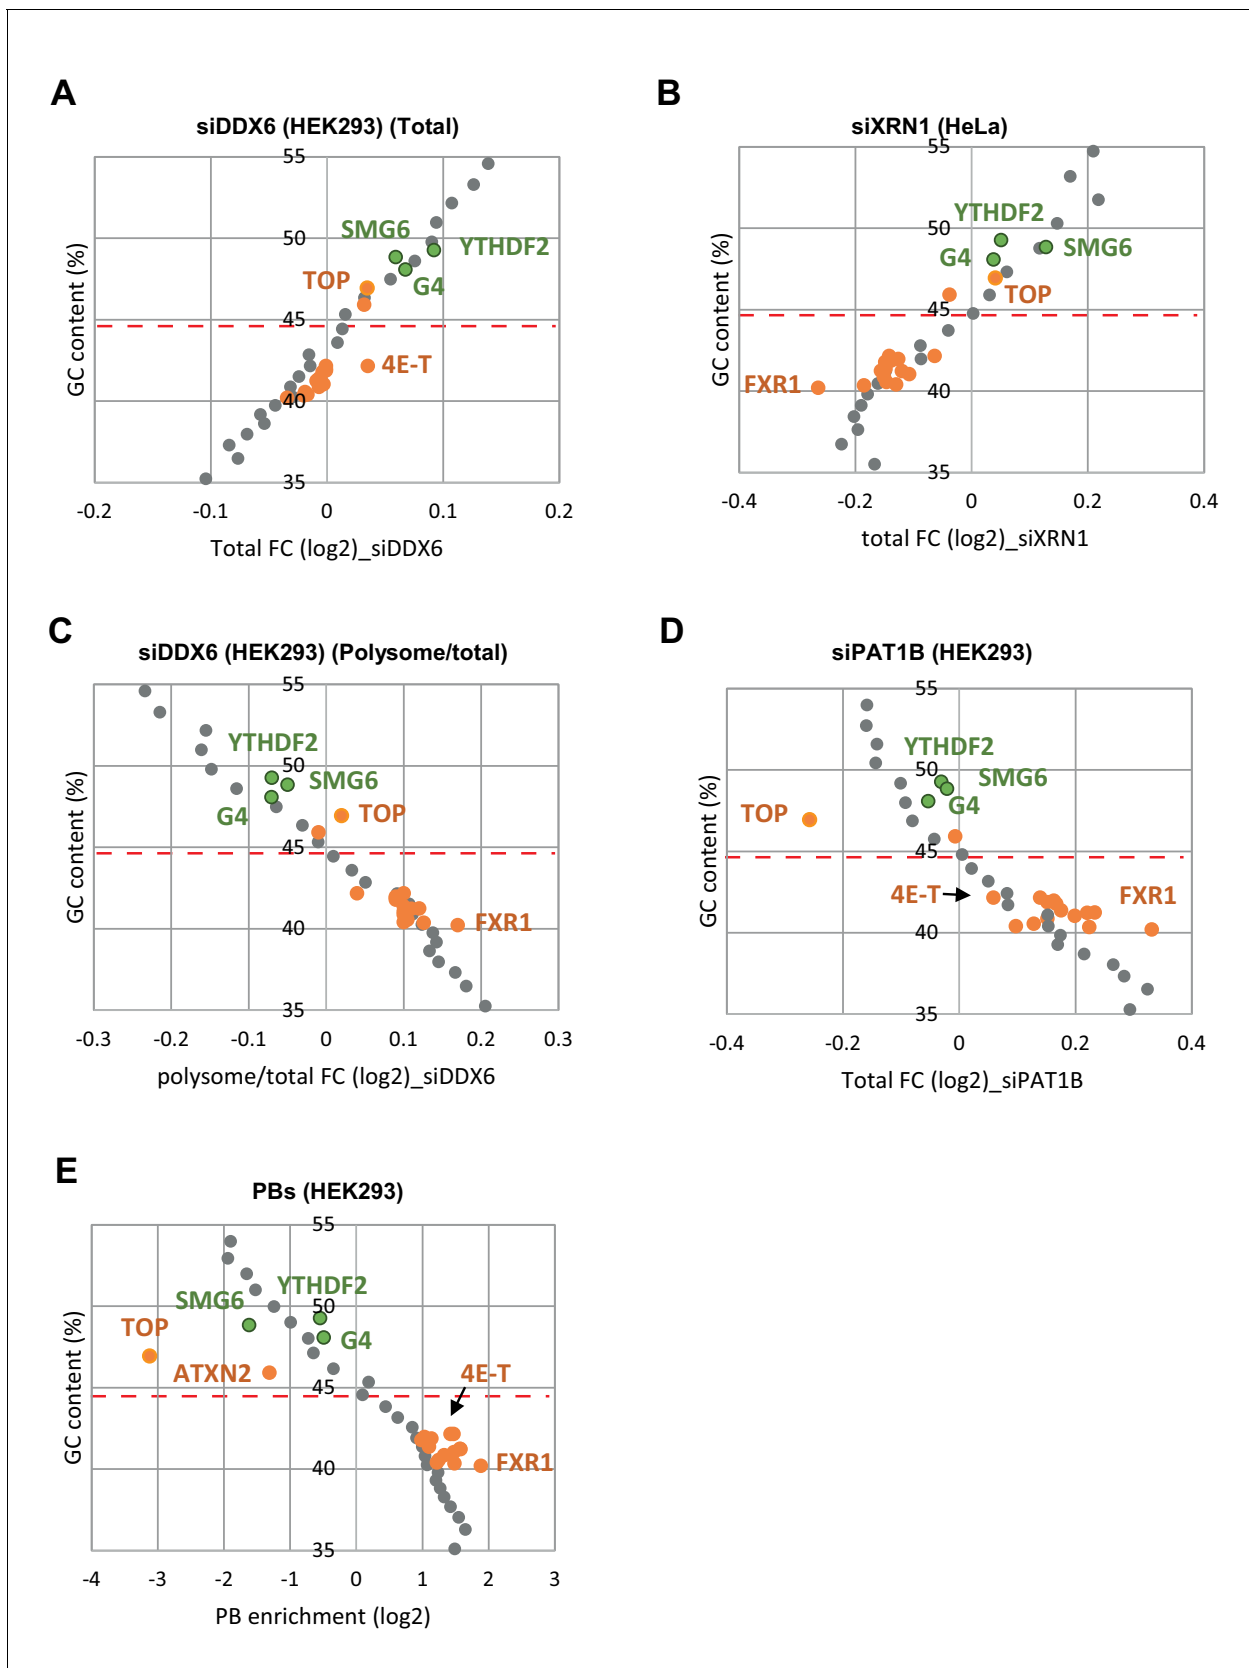 A
siDDX6 (HEK293) (Total)
GC content (%)
55
50
45
40
35
SMG6
YTHDF2
G4
TOP
4E-T
-0.2 -0.1 0 0.1 0.2
Total FC (log2)_siDDX6
B
siXRN1 (HeLa)
GC content (%)
55
50
45
40
35
YTHDF2
SMG6
G4
TOP
FXR1
-0.4 -0.2 0 0.2 0.4
total FC (log2)_siXRN1
C
siDDX6 (HEK293) (Polysome/total)
GC content (%)
55
50
45
40
35
YTHDF2
SMG6
G4
TOP
FXR1
-0.3 -0.2 -0.1 0 0.1 0.2 0.3
polysome/total FC (log2)_siDDX6
D
siPAT1B (HEK293)
GC content (%)
55
50
45
40
35
YTHDF2
SMG6
G4
TOP
4E-T
FXR1
-0.4 -0.2 0 0.2 0.4
Total FC (log2)_siPAT1B
E
PBs (HEK293)
GC content (%)
55
50
45
40
35
YTHDF2
SMG6
G4
TOP
ATXN2
4E-T
FXR1
-4 -3 -2 -1 0 1 2 3
PB enrichment (log2)